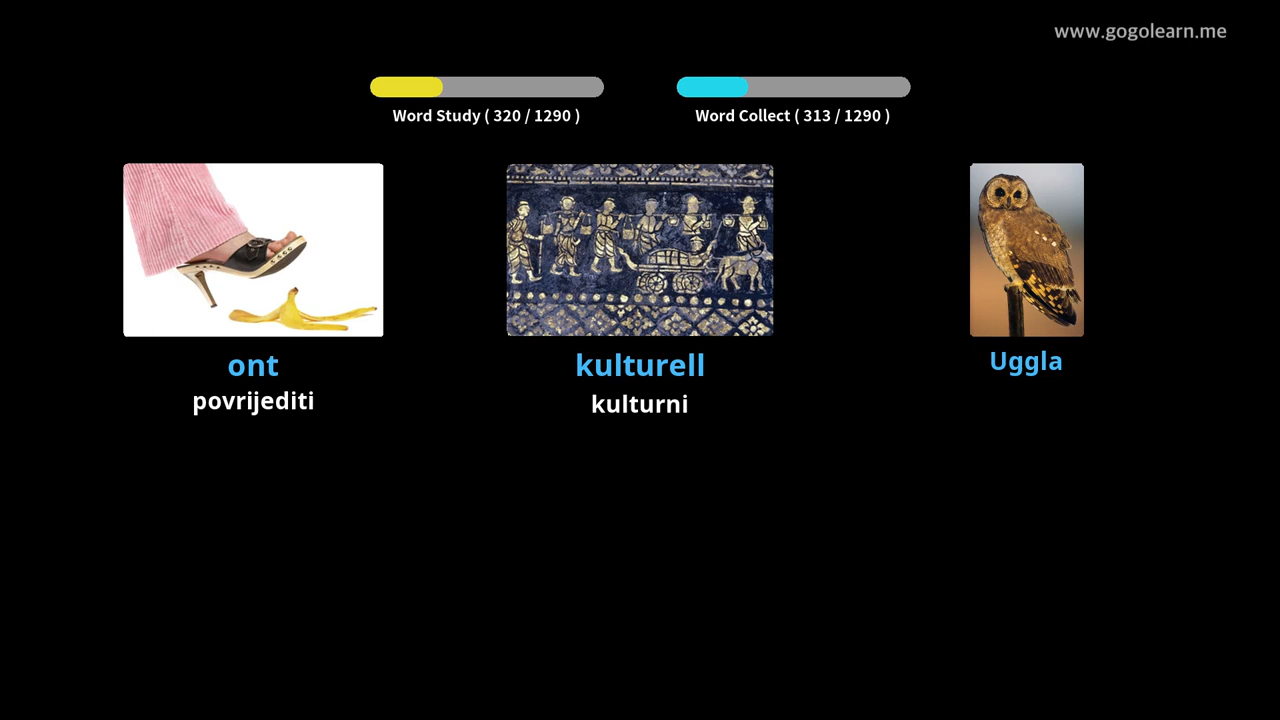 www.gogolearn.me
Word Study ( 320 / 1290 )
Word Collect ( 313 / 1290 )
ont
povrijediti
kulturell
kulturni
Uggla